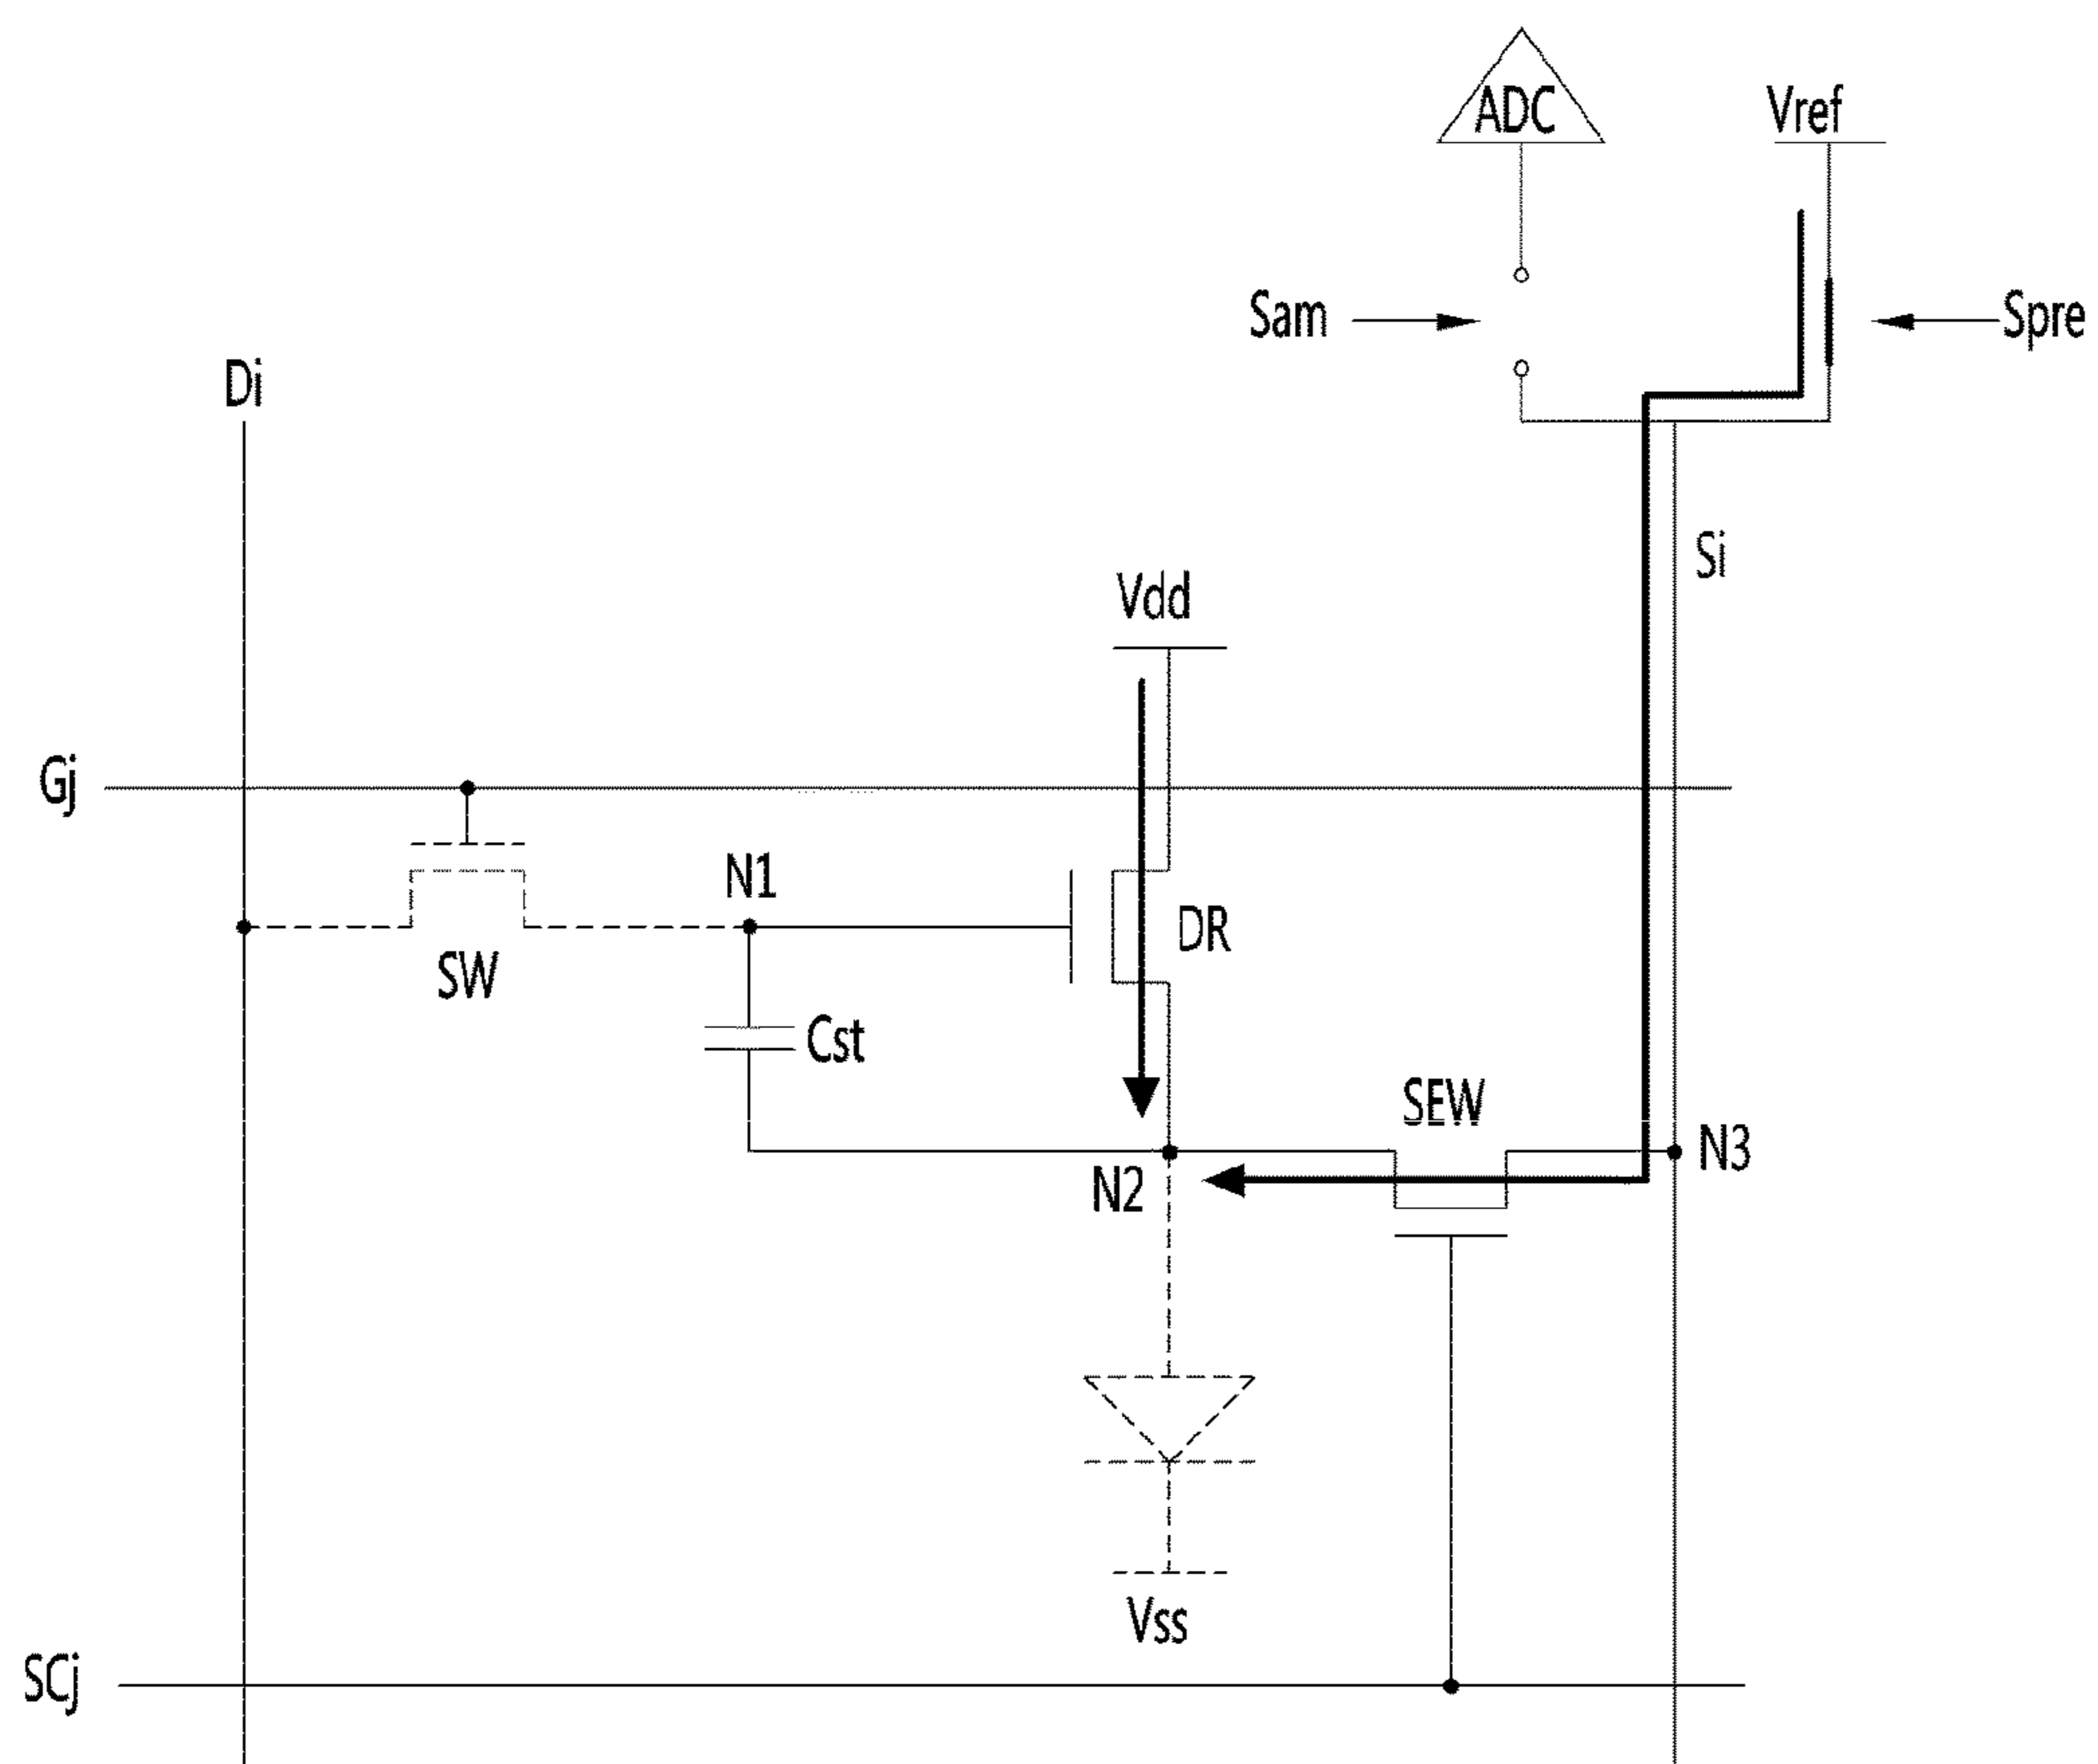 ADC
Vref
Sam
Spre
Di
Si
Vdd
Gj
N1
DR
SW
Cst
SEW
N3
N2
Vss
SCj